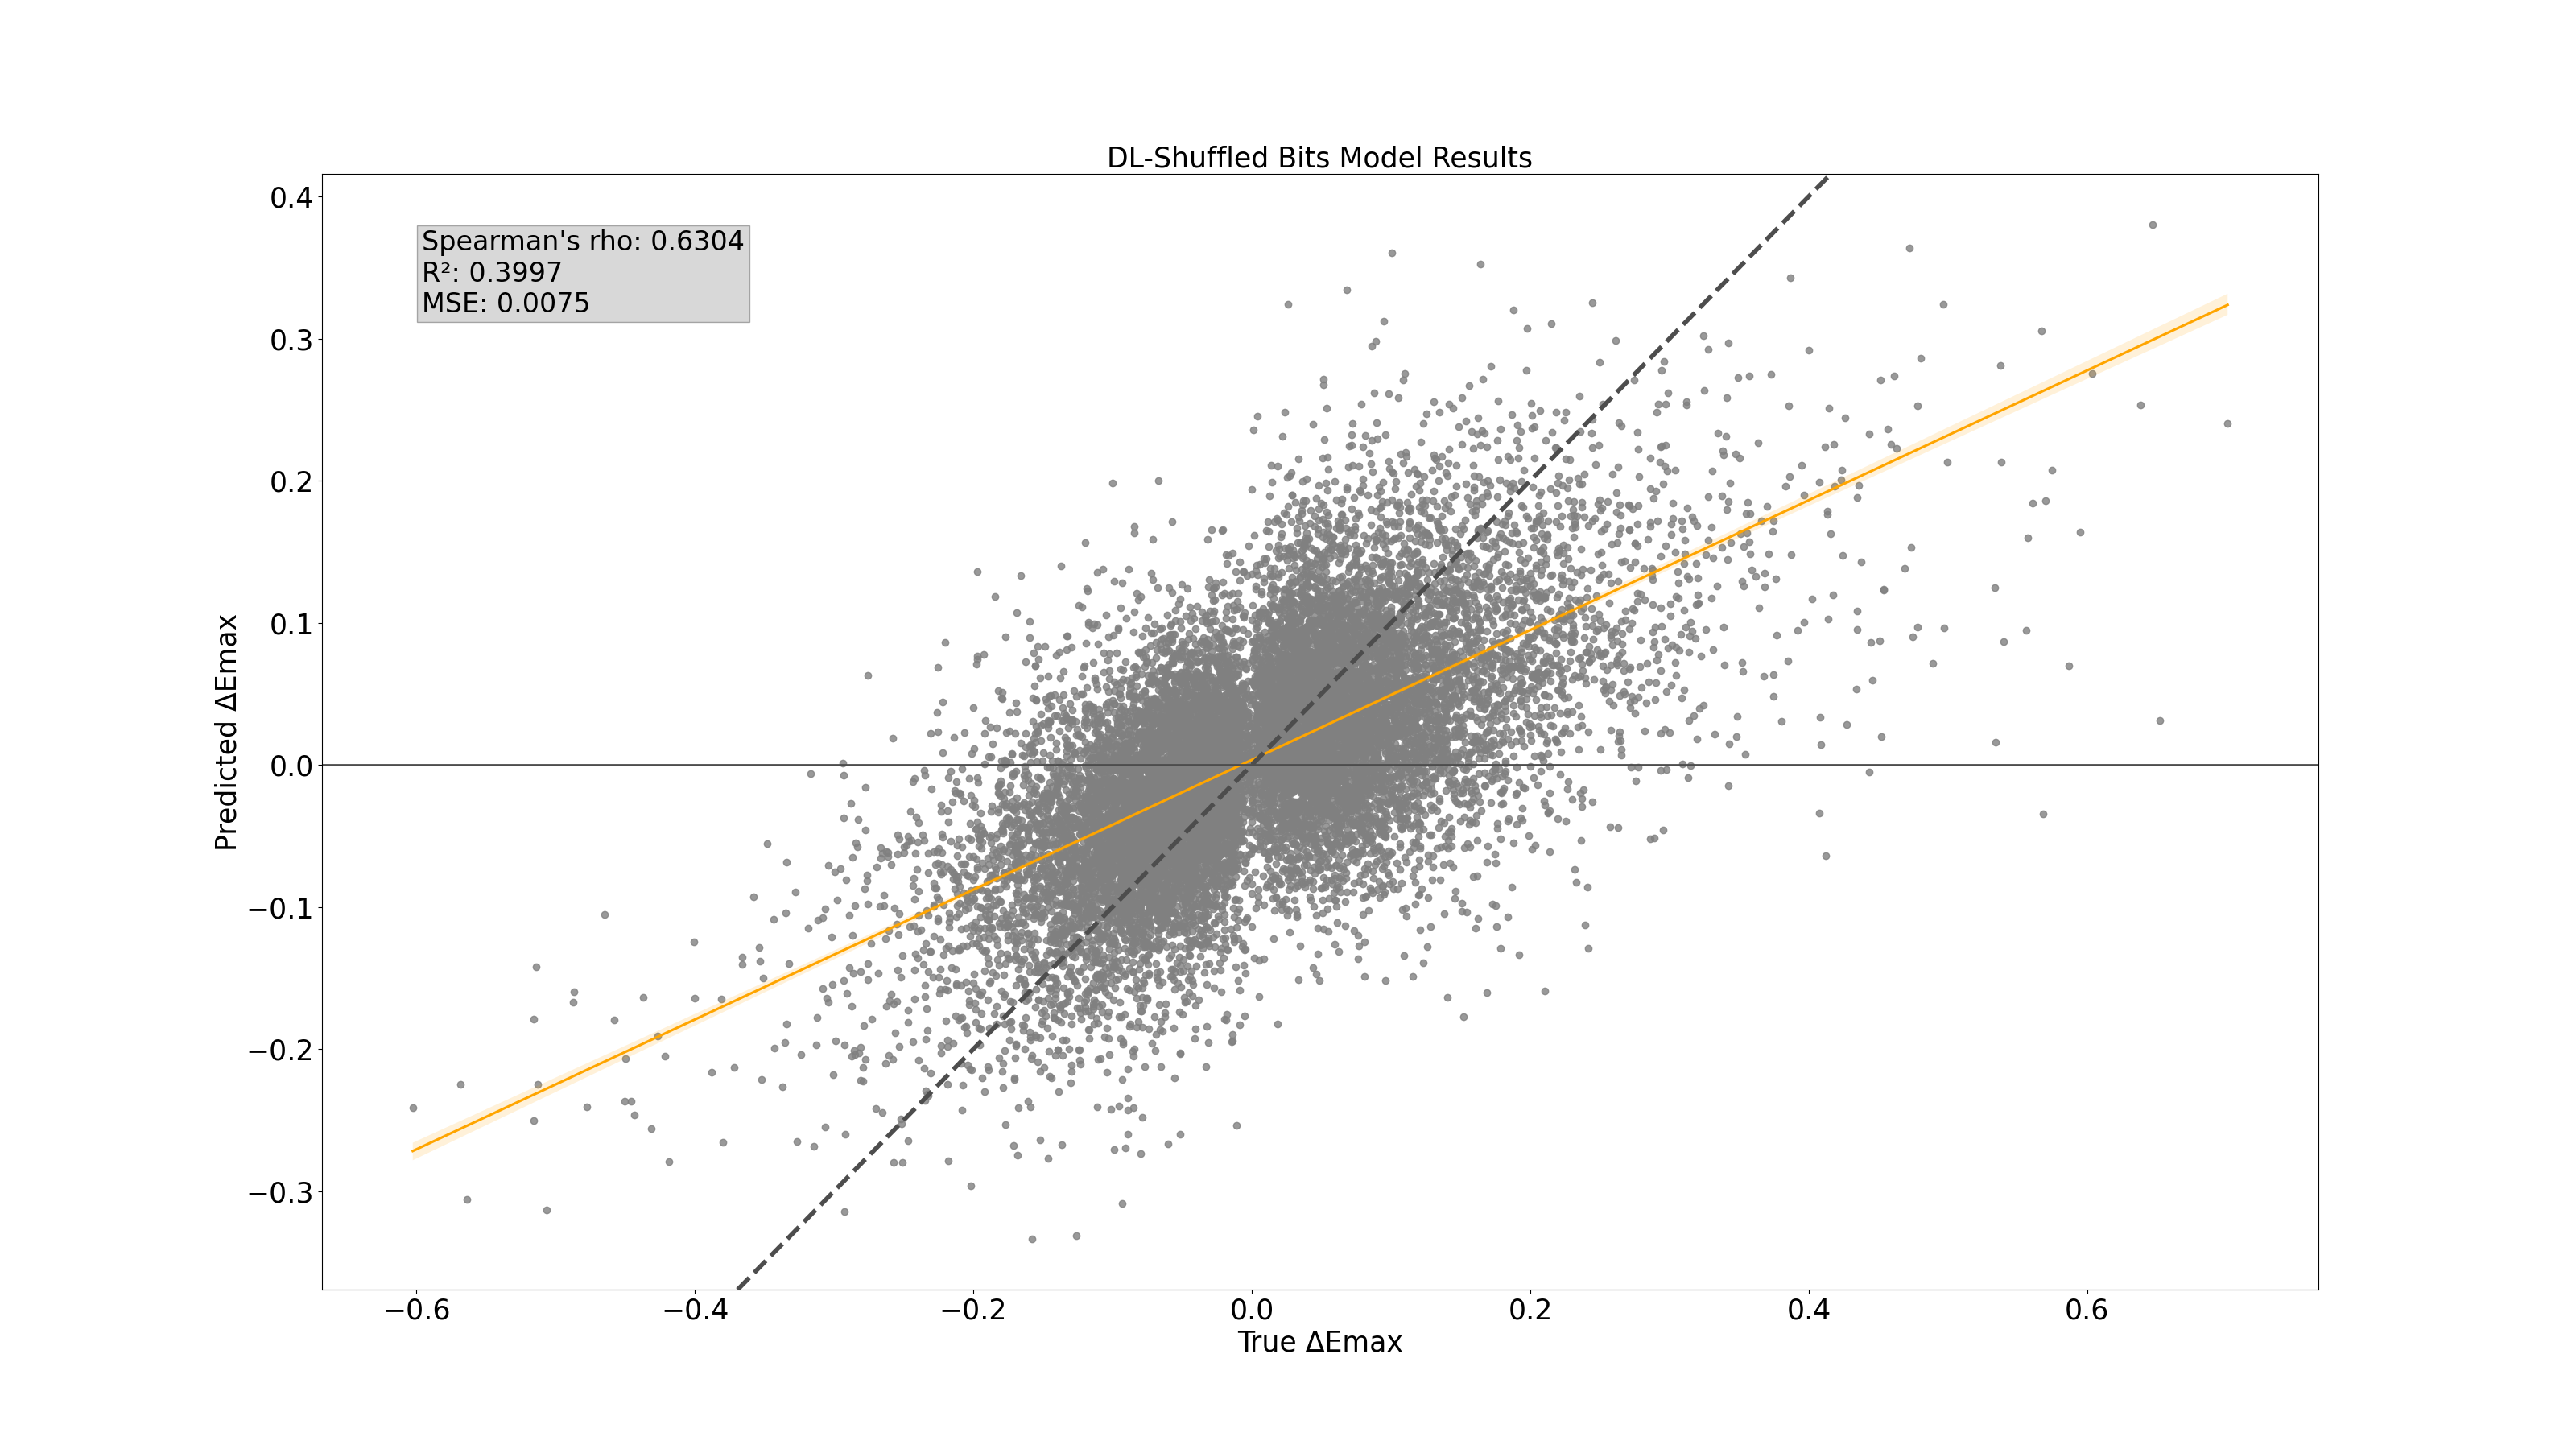 DL-Shuffled Bits Model Results
Spearman's rho: 0.6304
R²: 0.3997
MSE: 0.0075
0.4
0.3
0.2
0.1
0.0
−0.1
−0.2
−0.3
Predicted ΔEmax
−0.6 −0.4 −0.2 0.0 0.2 0.4 0.6
True ΔEmax